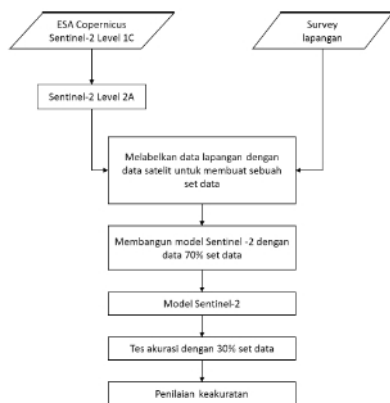 ESA Copernicus
Sentinel-2 Level 1C
Survey
lapangan
Sentinel-2 Level 2A
Melabelkan data lapangan dengan
data satelit untuk membuat sebuah
set data
Membangun model Sentinel -2 dengan
data 70% set data
Model Sentinel-2
Tes akurasi dengan 30% set data
Penilaian keakuratan